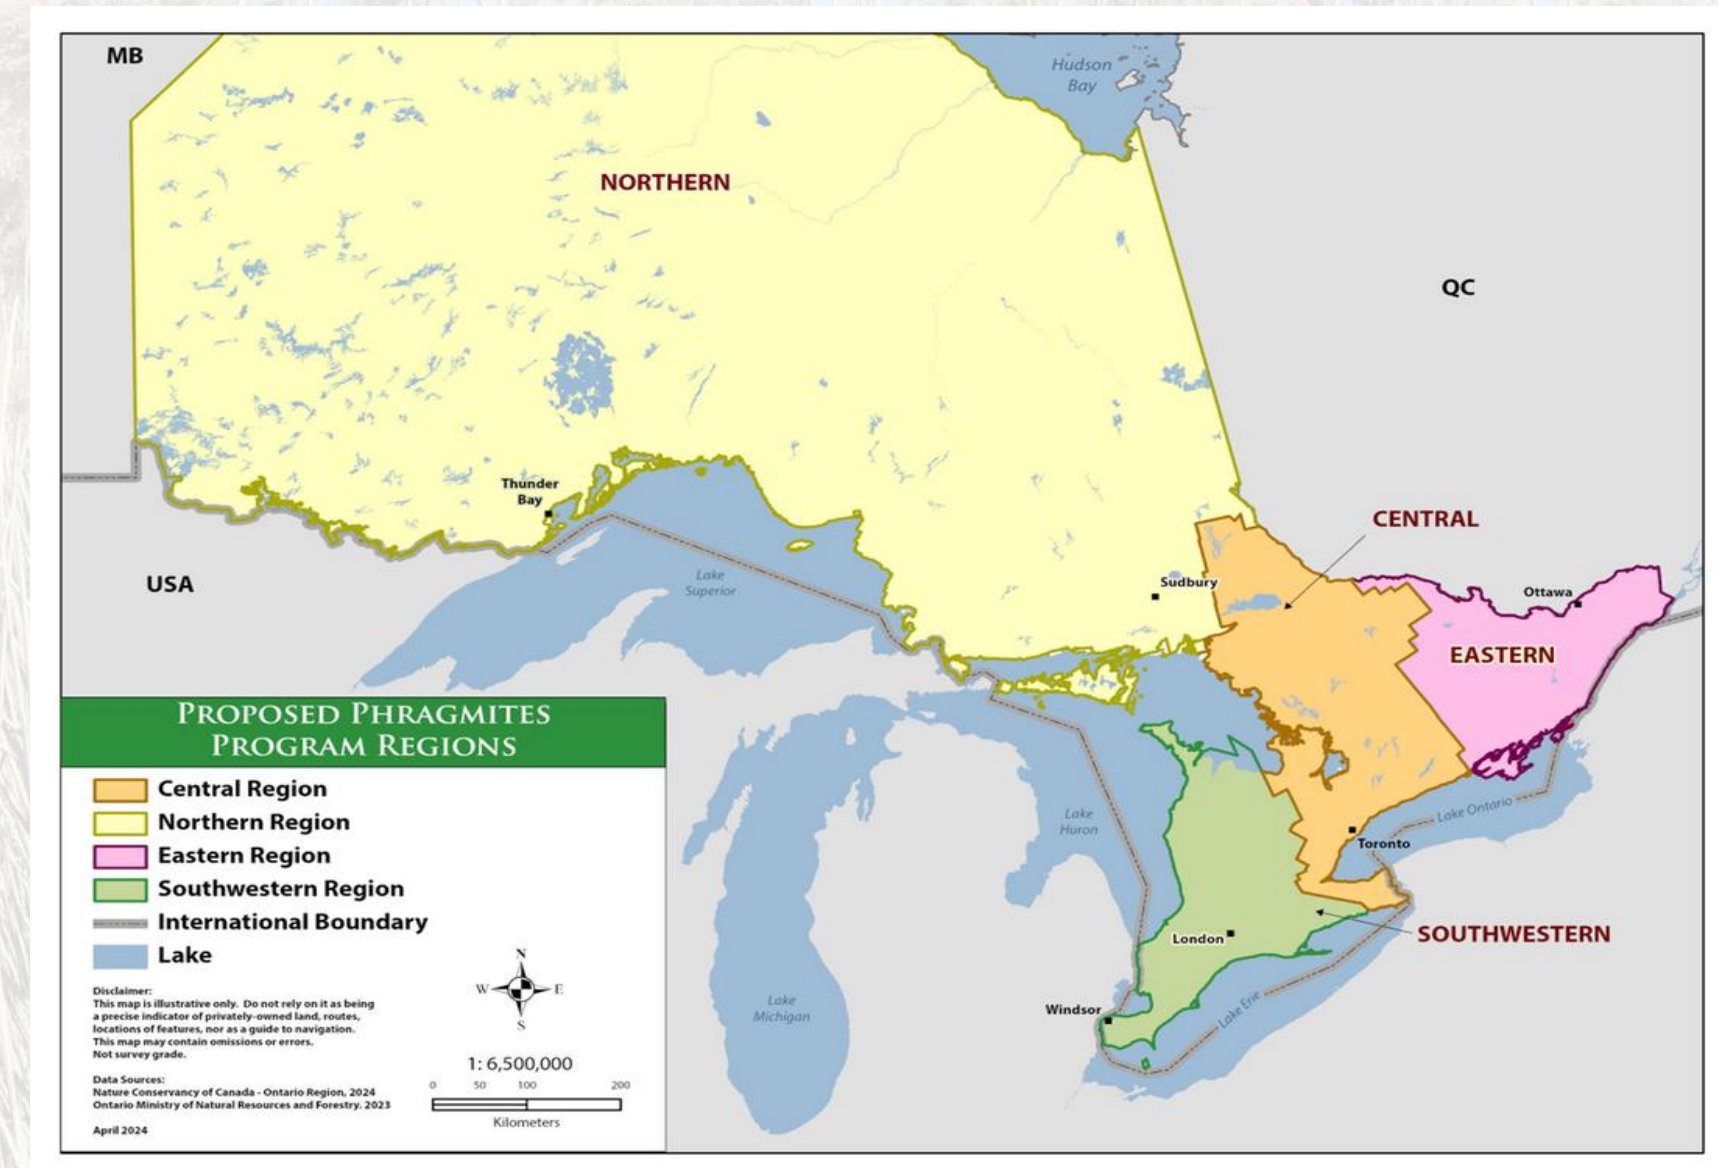 MB
Hudson
Bay
NORTHERN
QC
Thunder
Bay
CENTRAL
USA
Lake
Superior
Sudbury
Ottawa
EASTERN
PROPOSED PHRAGMITES
PROGRAM REGIONS
Central Region
Northern Region
Eastern Region
Southwestern Region
International Boundary
Lake
Lake
Huron
Lake Ontario
Toronto
London
SOUTHWESTERN
Windsor
Lake Erie
Lake
Michigan
Disclaimer:
This map is illustrative only. Do not rely on it as being
a precise indicator of privately-owned land, routes,
locations of features, nor as a guide to navigation.
This map may contain omissions or errors.
Not survey grade.
Data Sources:
Nature Conservancy of Canada - Ontario Region, 2024
Ontario Ministry of Natural Resources and Forestry. 2023
April 2024
N
W E
S
1: 6,500,000
0 50 100 200
Kilometers